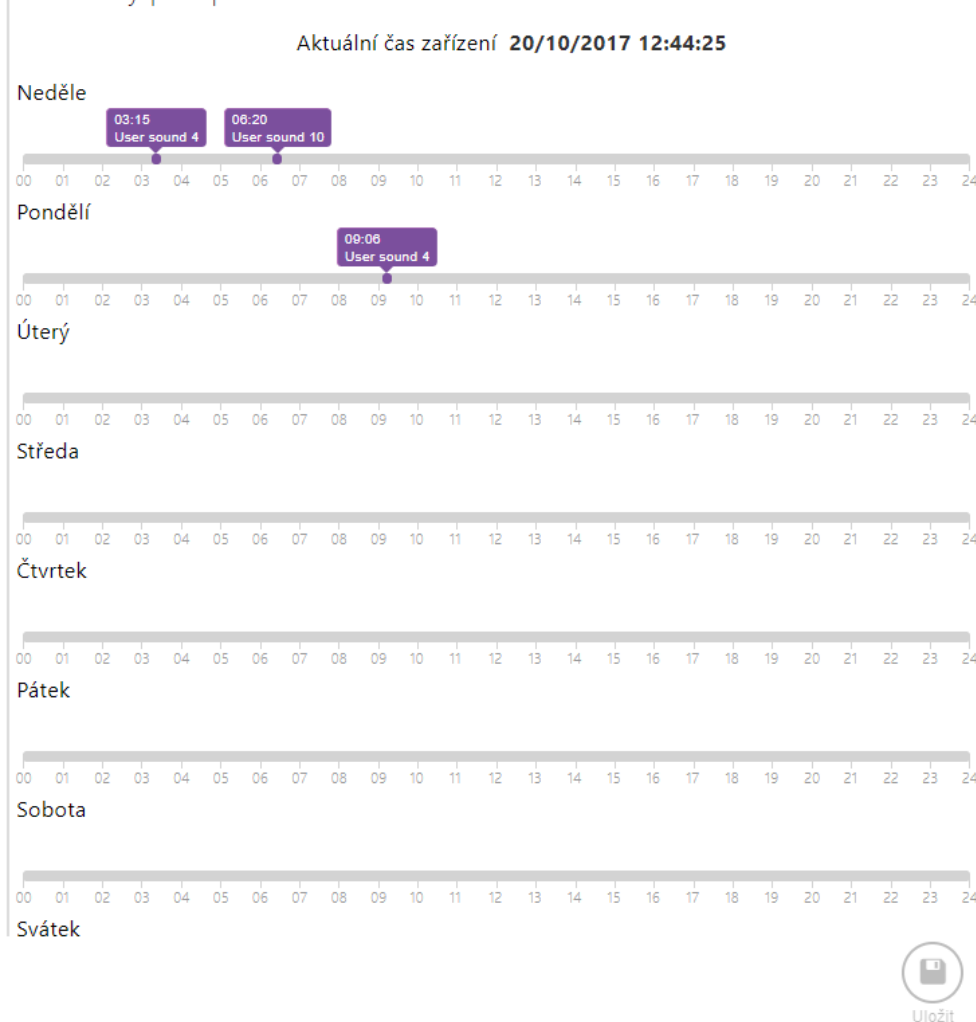 Aktuální čas zařízení 20/10/2017 12:44:25
Neděle
03:15
User sound 4
06:20
User sound 10
00 01 02 03 04 05 06 07 08 09 10 11 12 13 14 15 16 17 18 19 20 21 22 23 24
Pondělí
09:06
User sound 4
00 01 02 03 04 05 06 07 08 09 10 11 12 13 14 15 16 17 18 19 20 21 22 23 24
Úterý
00 01 02 03 04 05 06 07 08 09 10 11 12 13 14 15 16 17 18 19 20 21 22 23 24
Středa
00 01 02 03 04 05 06 07 08 09 10 11 12 13 14 15 16 17 18 19 20 21 22 23 24
Čtvrtek
00 01 02 03 04 05 06 07 08 09 10 11 12 13 14 15 16 17 18 19 20 21 22 23 24
Pátek
00 01 02 03 04 05 06 07 08 09 10 11 12 13 14 15 16 17 18 19 20 21 22 23 24
Sobota
00 01 02 03 04 05 06 07 08 09 10 11 12 13 14 15 16 17 18 19 20 21 22 23 24
Svátek
Uložit